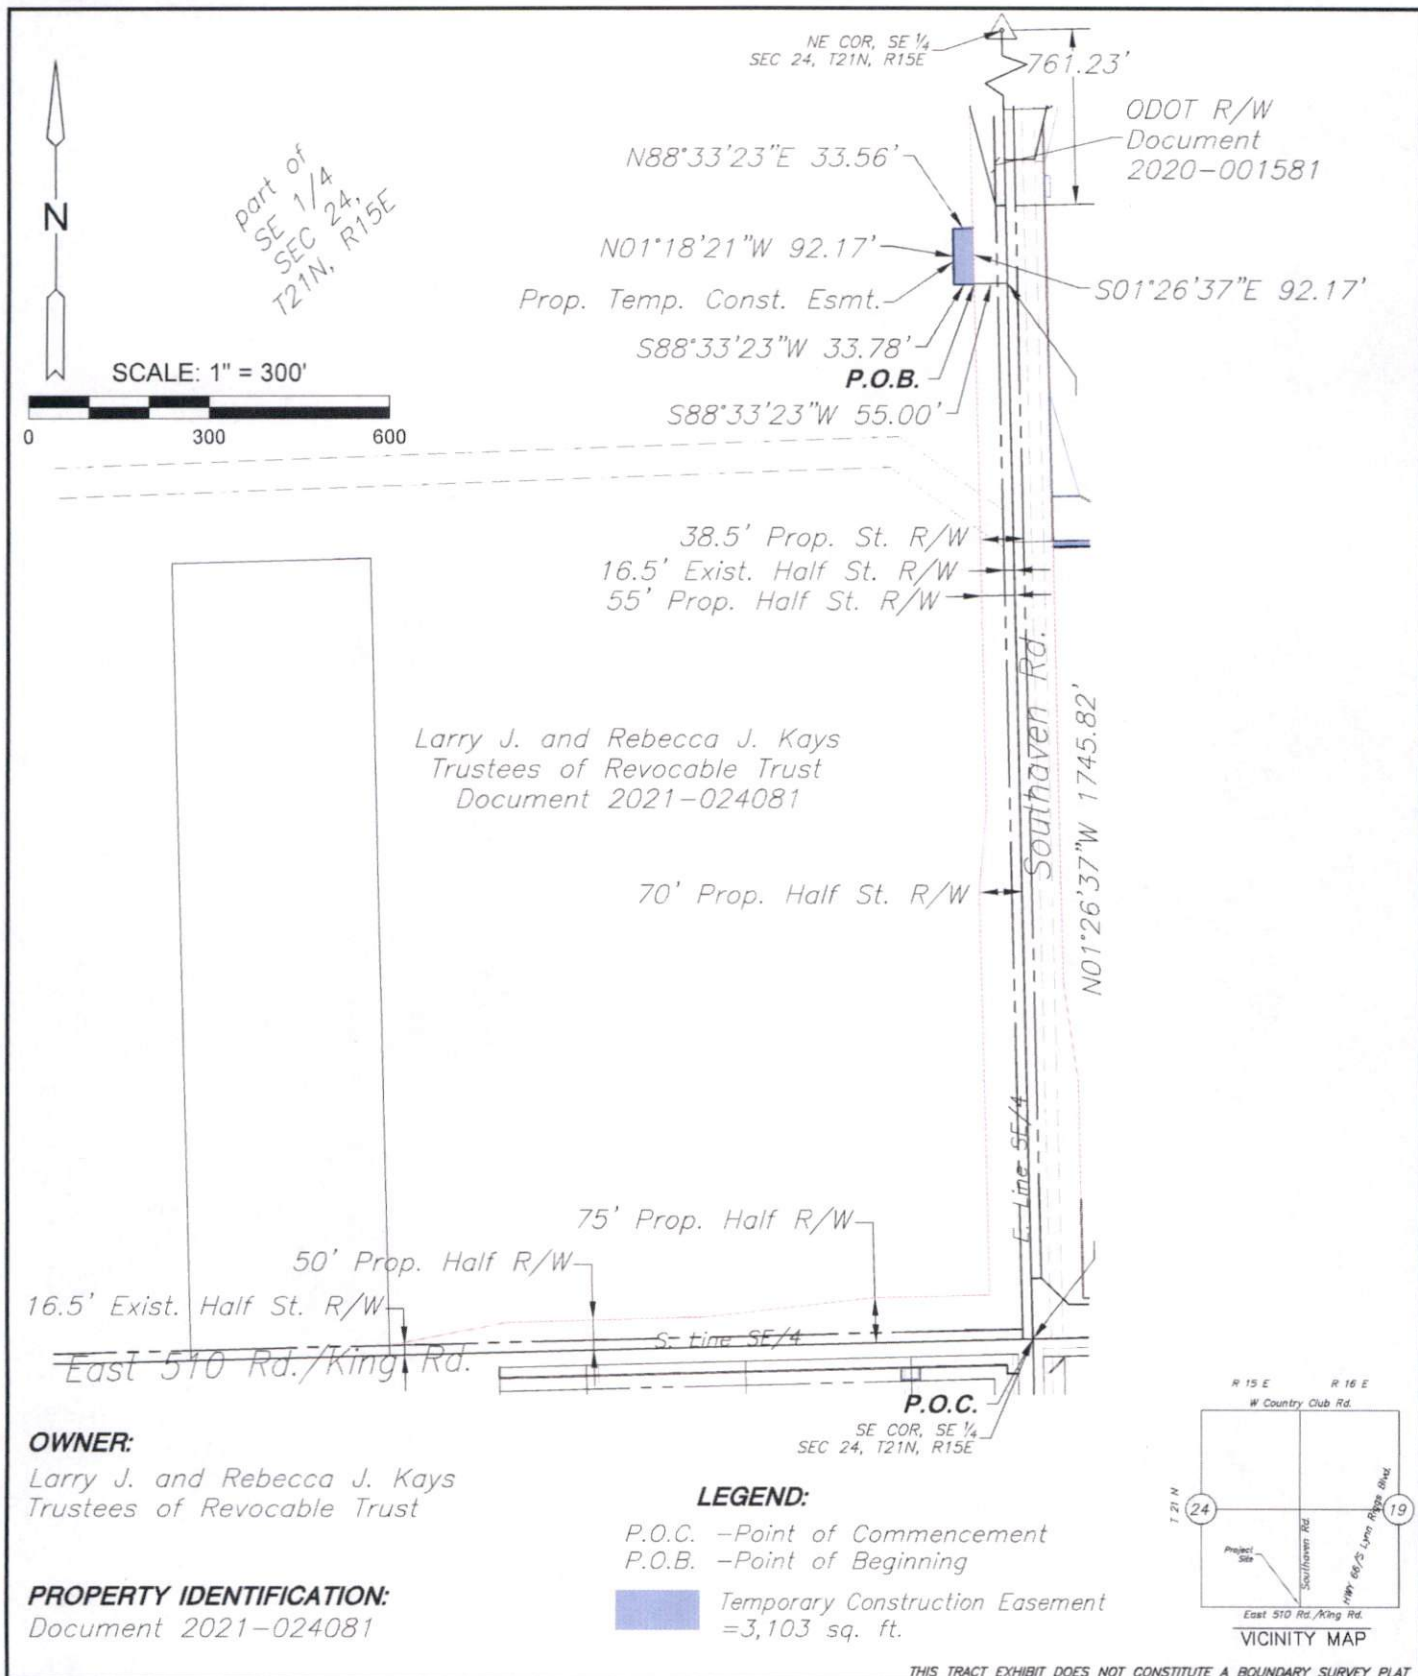 NE COR, SE ¼
SEC 24, T21N, R15E
761.23'
ODOT R/W
Document
2020-001581
N88°33'23"E 33.56'
part of
SE 1/4
SEC 24,
T21N, R15E
N
N01°18'21"W 92.17'
S01°26'37"E 92.17'
Prop. Temp. Const. Esmt.
S88°33'23"W 33.78'
P.O.B.
S88°33'23"W 55.00'
SCALE: 1" = 300'
0 300 600
38.5' Prop. St. R/W
16.5' Exist. Half St. R/W
55' Prop. Half St. R/W
Southaven Rd.
N01°26'37"W 1745.82'
Larry J. and Rebecca J. Kays
Trustees of Revocable Trust
Document 2021-024081
70' Prop. Half St. R/W
E. Line SE/4
75' Prop. Half R/W
50' Prop. Half R/W
16.5' Exist. Half St. R/W
S. Line SE/4
East 510 Rd./King Rd.
P.O.C.
SE COR, SE ¼
SEC 24, T21N, R15E
OWNER:
Larry J. and Rebecca J. Kays
Trustees of Revocable Trust
PROPERTY IDENTIFICATION:
Document 2021-024081
LEGEND:
P.O.C. -Point of Commencement
P.O.B. -Point of Beginning
Temporary Construction Easement
=3,103 sq. ft.
R 15 E R 16 E
W Country Club Rd.
T 21 N
24
19
Project
Site
Southaven Rd.
HWY 66/S Lynn Riggs Blvd.
East 510 Rd./King Rd.
VICINITY MAP
THIS TRACT EXHIBIT DOES NOT CONSTITUTE A BOUNDARY SURVEY PLAT